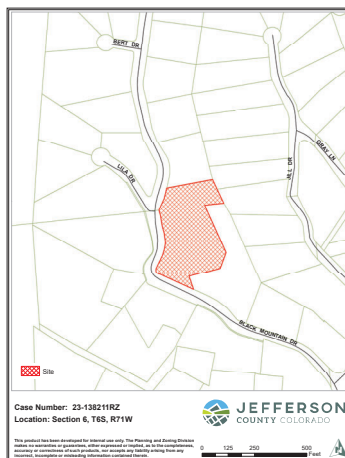 BERT DR
LILA DR
JILL DR
GRAY LN
BLACK MOUNTAIN DR
Site
Case Number: 23-138211RZ
Location: Section 6, T6S, R71W
JEFFERSON
COUNTY COLORADO
This product has been developed for internal use only. The Planning and Zoning Division
makes no warranties or guarantees, either expressed or implied, as to the completeness,
accuracy or correctness of such products, nor accepts any liability arising from any
incorrect, incomplete or misleading information contained therein.
0 125 250 500
Feet